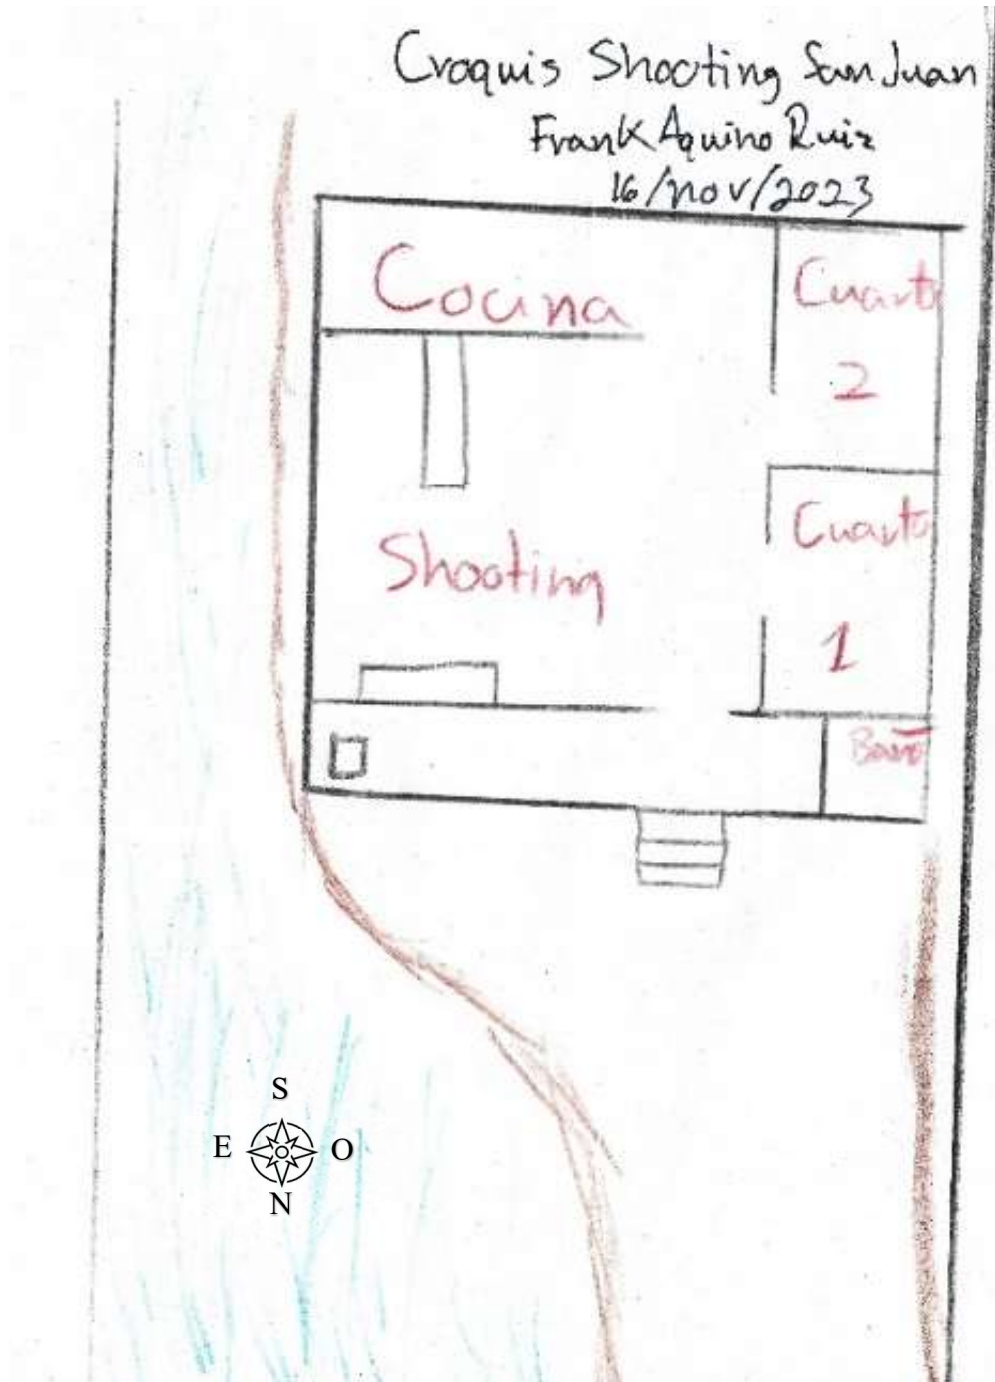 Croquis Shooting San Juan
Frank Aquino Ruiz
16/nov/2023
Cocina
Cuarto
2
Cuarto
Shooting
1
Baño
S
E
O
N